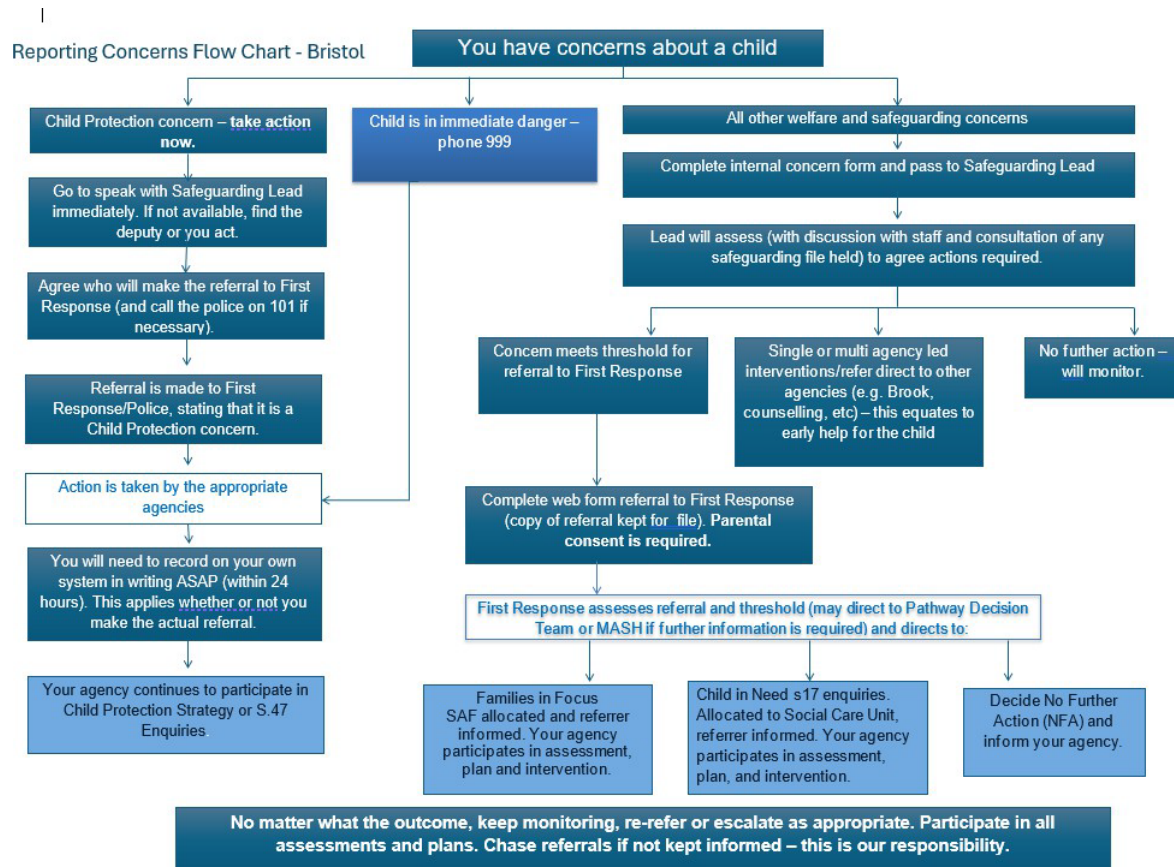 Reporting Concerns Flow Chart - Bristol
You have concerns about a child
Child Protection concern – take action
now.
Go to speak with Safeguarding Lead
immediately. If not available, find the
deputy or you act.
Agree who will make the referral to First
Response (and call the police on 101 if
necessary).
Referral is made to First
Response/Police, stating that it is a
Child Protection concern.
Action is taken by the appropriate
agencies
You will need to record on your own
system in writing ASAP (within 24
hours). This applies whether or not you
make the actual referral.
Your agency continues to participate in
Child Protection Strategy or S.47
Enquiries.
Child is in immediate danger –
phone 999
All other welfare and safeguarding concerns
Complete internal concern form and pass to Safeguarding Lead
Lead will assess (with discussion with staff and consultation of any
safeguarding file held) to agree actions required.
Concern meets threshold for
referral to First Response
Single or multi agency led
interventions/refer direct to other
agencies (e.g. Brook,
counselling, etc) – this equates to
early help for the child
No further action –
will monitor.
Complete web form referral to First Response
(copy of referral kept for file). Parental
consent is required.
First Response assesses referral and threshold (may direct to Pathway Decision
Team or MASH if further information is required) and directs to:
Families in Focus
SAF allocated and referrer
informed. Your agency
participates in assessment,
plan and intervention.
Child in Need s17 enquiries.
Allocated to Social Care Unit,
referrer informed. Your agency
participates in assessment,
plan, and intervention.
Decide No Further
Action (NFA) and
inform your agency.
No matter what the outcome, keep monitoring, re-refer or escalate as appropriate. Participate in all
assessments and plans. Chase referrals if not kept informed – this is our responsibility.